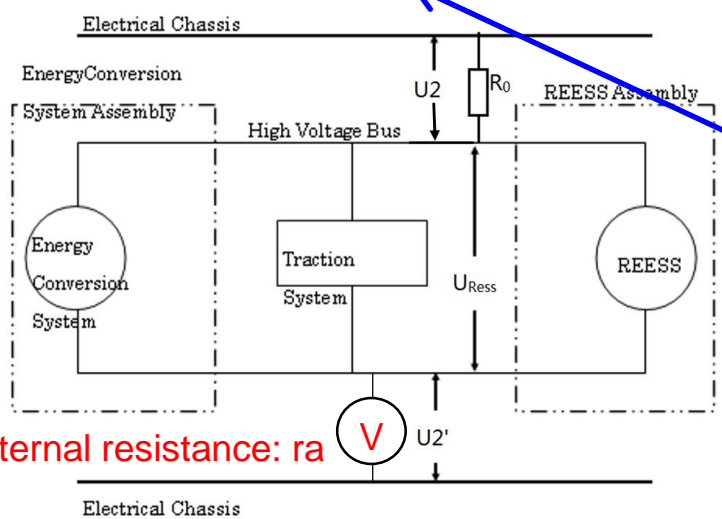 Electrical Chassis
EnergyConversion
System Assembly
U2
R0
REESS Assembly
High Voltage Bus
Energy
Conversion
System
Traction
System
URess
REESS
ternal resistance: ra
V
U2'
Electrical Chassis